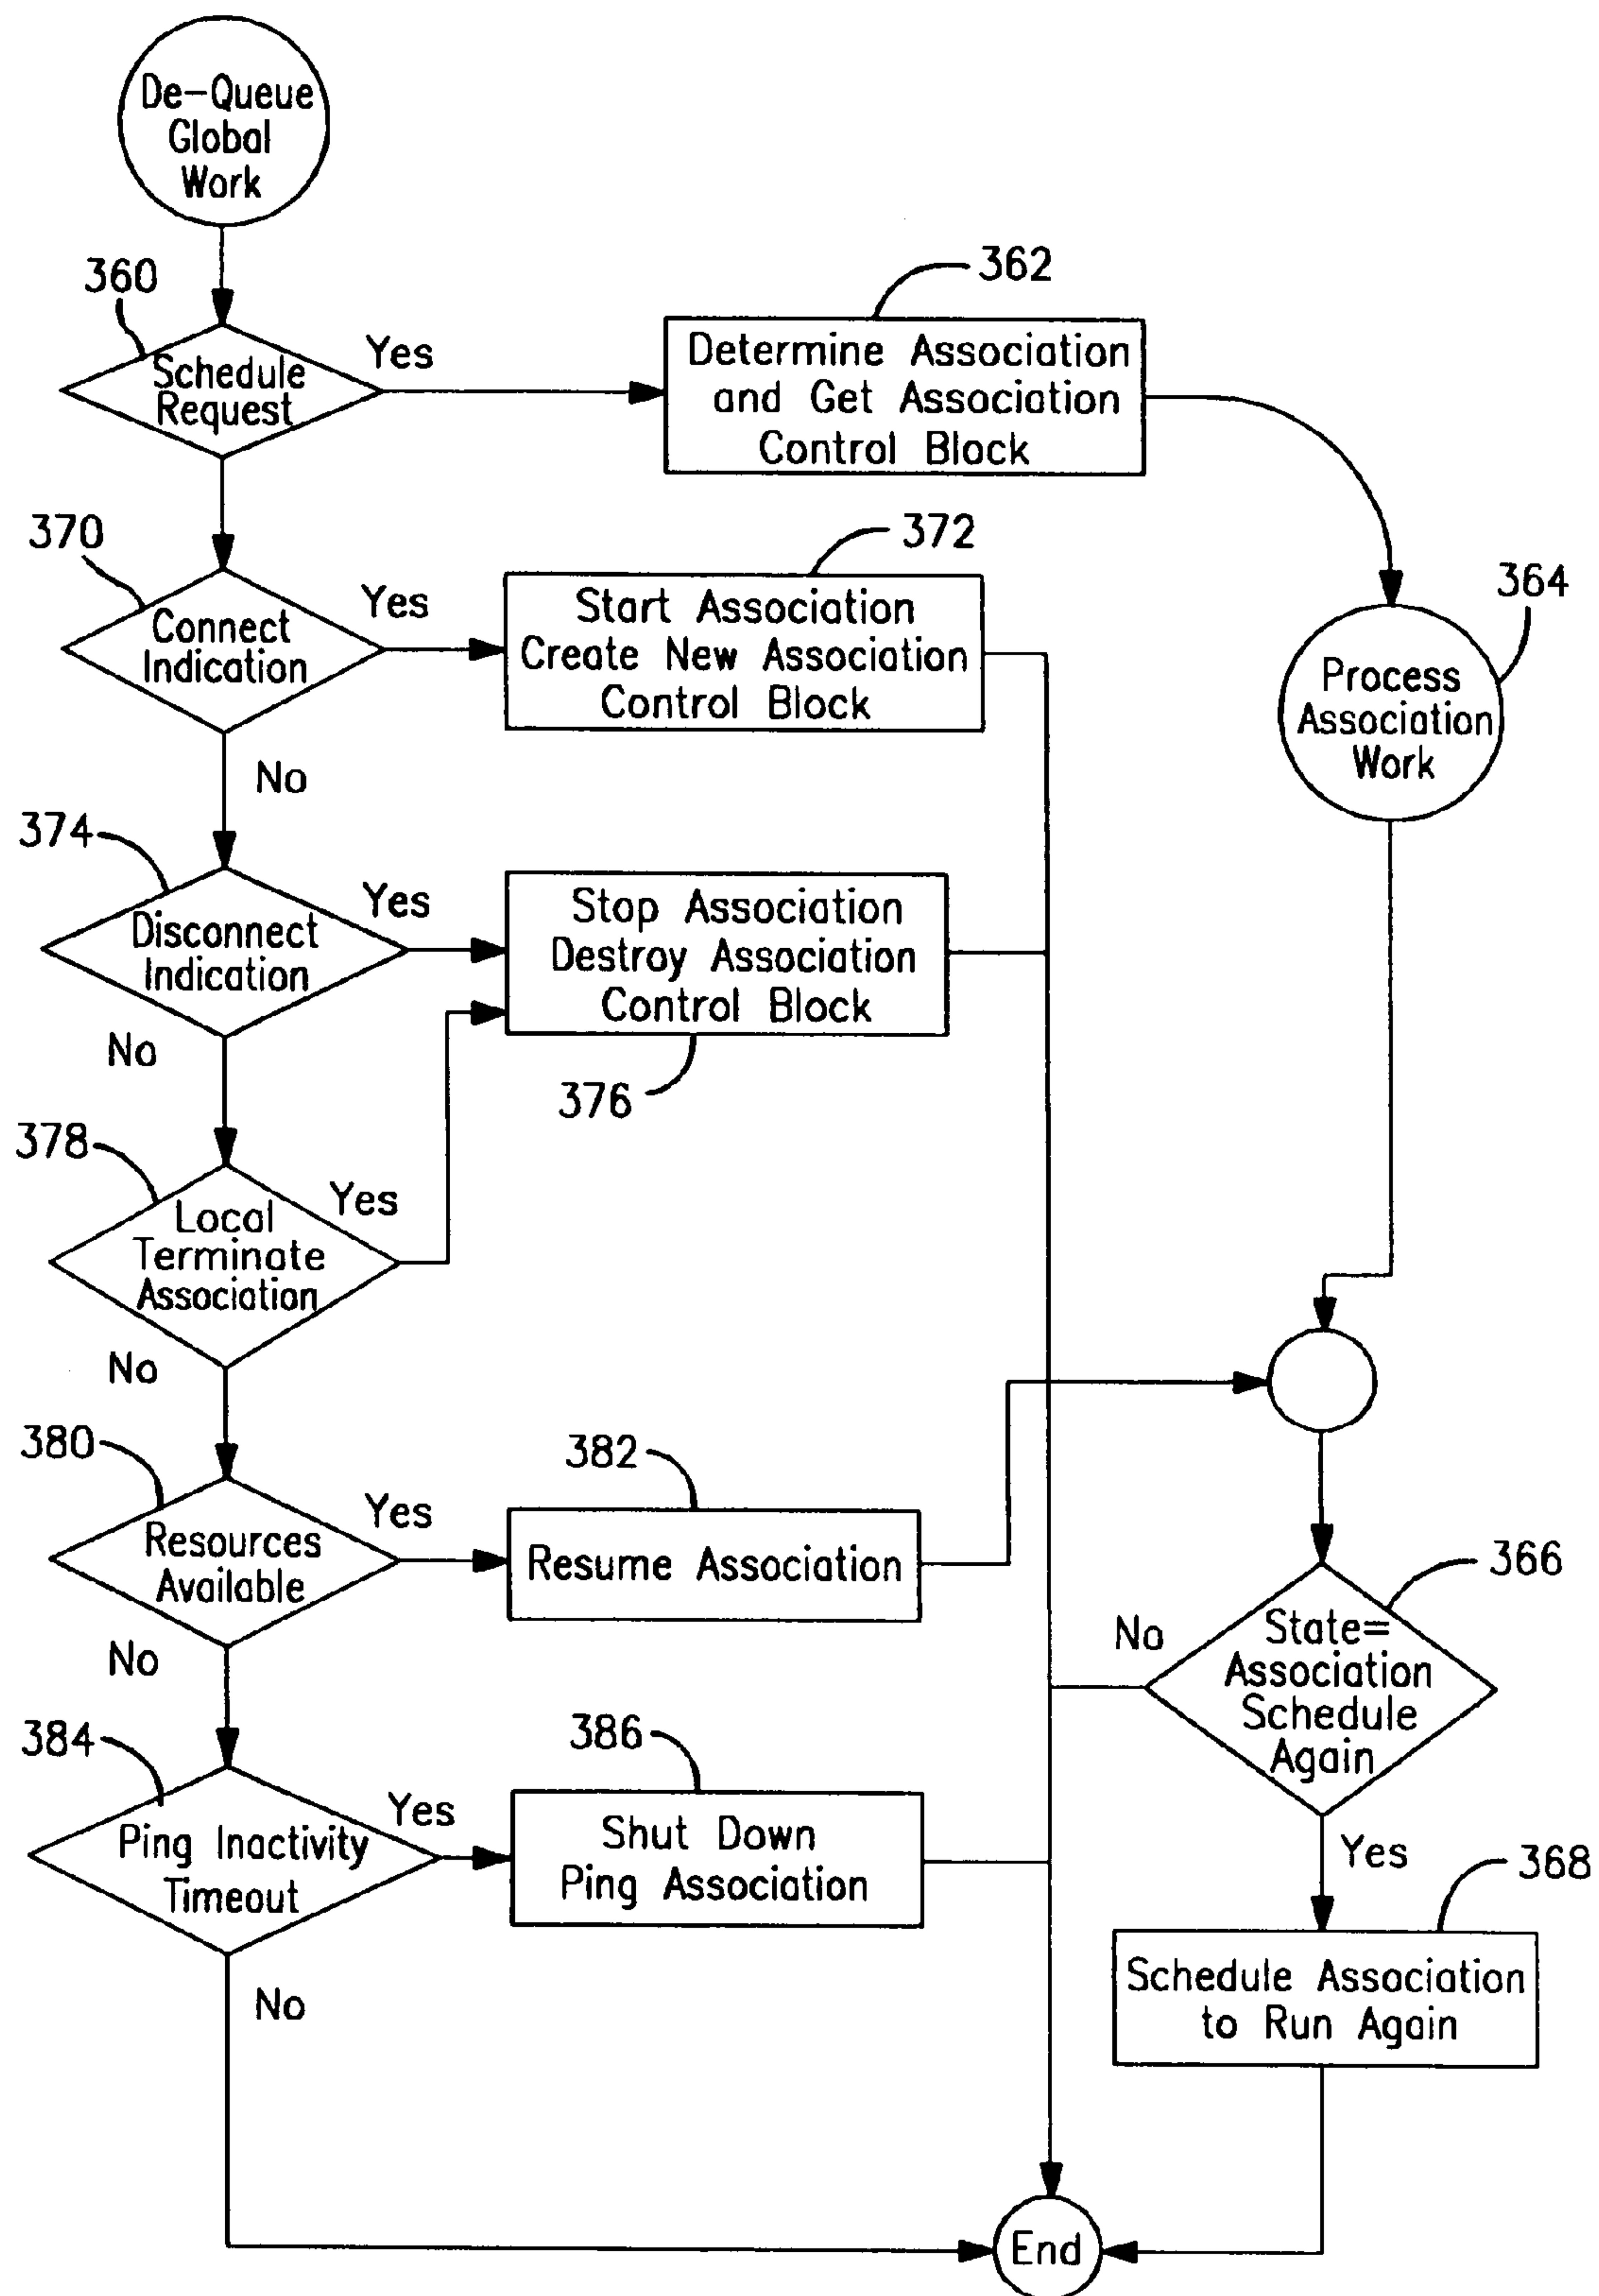 De-Queue
Global
Work
360
362
Schedule
Request
Yes
Determine Association
and Get Association
Control Block
370
372
364
Connect
Indication
Yes
Start Association
Create New Association
Control Block
Process
Association
Work
No
374
Disconnect
Indication
Yes
Stop Association
Destroy Association
Control Block
376
No
378
Local
Terminate
Association
Yes
No
380
382
Resources
Available
Yes
Resume Association
366
State=
Association
Schedule
Again
No
No
384
386
Ping Inactivity
Timeout
Yes
Shut Down
Ping Association
Yes
368
Schedule Association
to Run Again
No
End